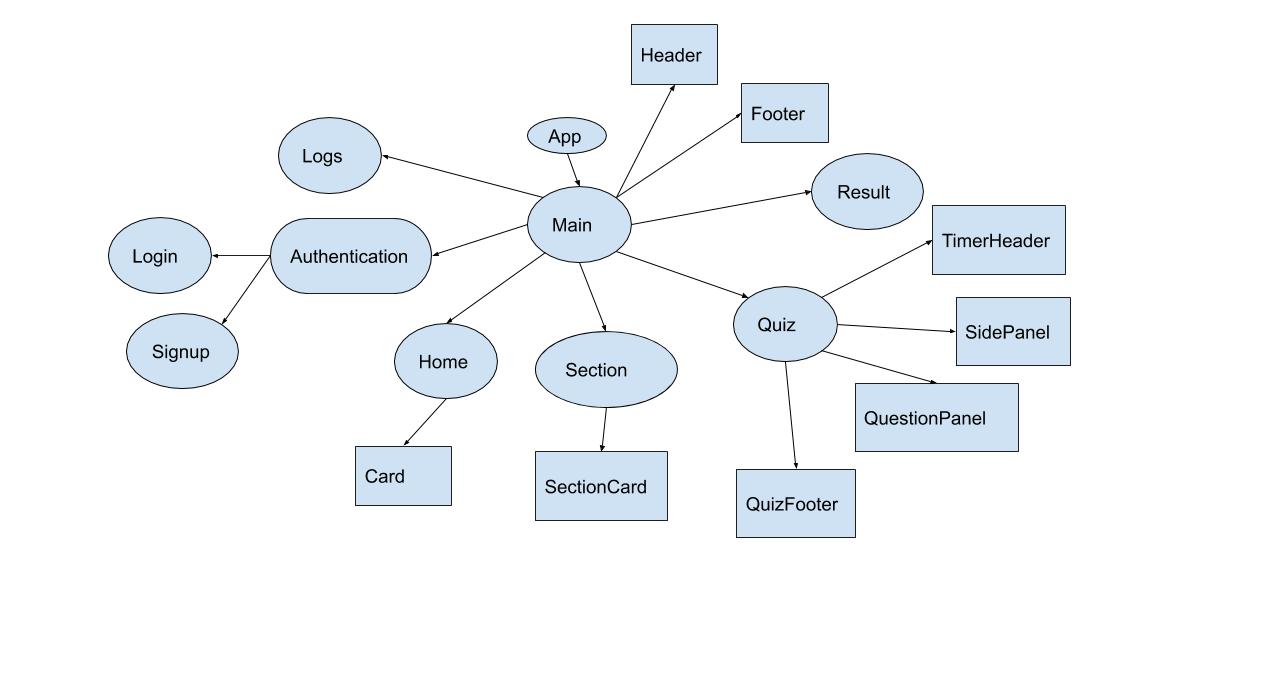 Header
Footer
App
Logs
Result
Main
TimerHeader
Login
Authentication
Quiz
SidePanel
Signup
Home
Section
QuestionPanel
Card
SectionCard
QuizFooter